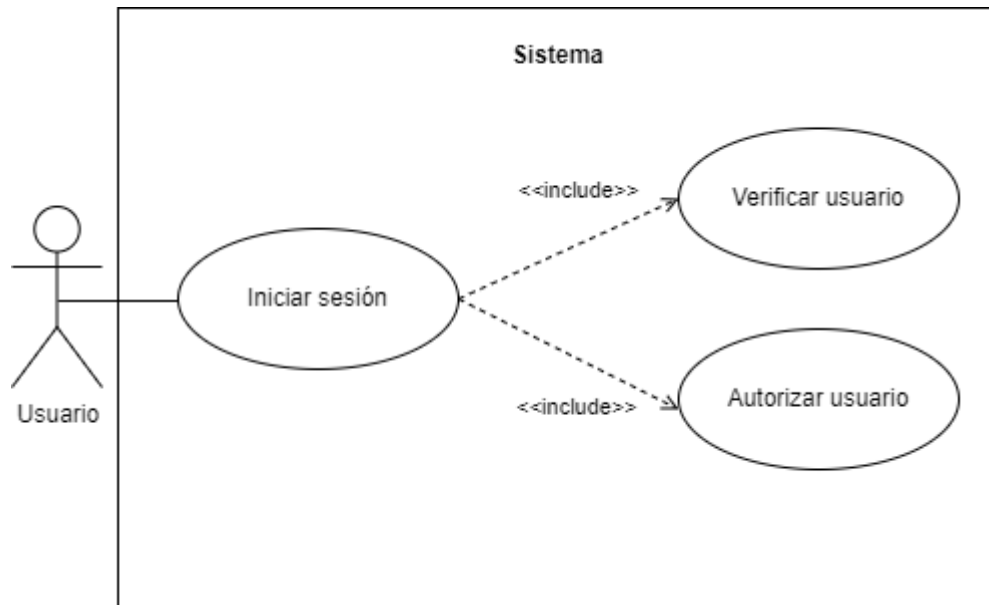 Sistema
<<include>>
Verificar usuario
Iniciar sesión
Usuario
<<include>>
Autorizar usuario